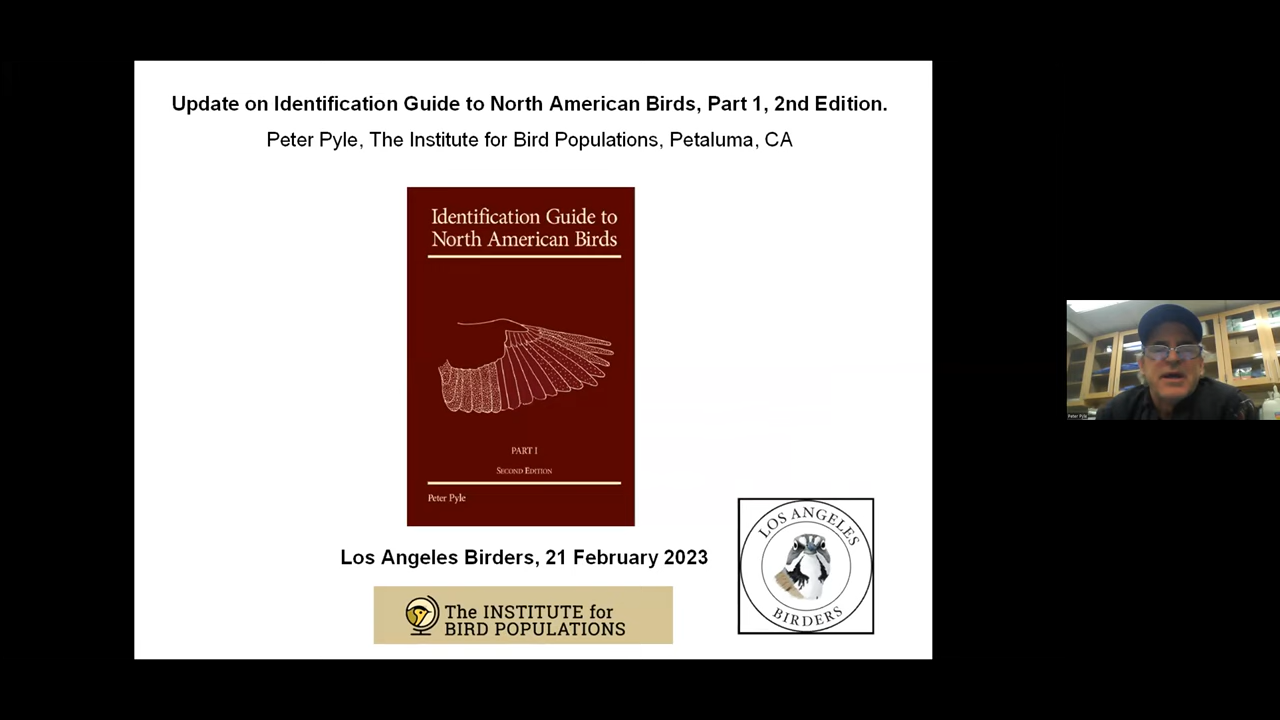 Update on Identification Guide to North American Birds, Part 1, 2nd Edition.
Peter Pyle, The Institute for Bird Populations, Petaluma, CA
Identification Guide to
North American Birds
PART I
SECOND EDITION
Peter Pyle
Los Angeles Birders, 21 February 2023
The INSTITUTE for
BIRD POPULATIONS
LOS ANGELES
BIRDERS
Peter Pyle